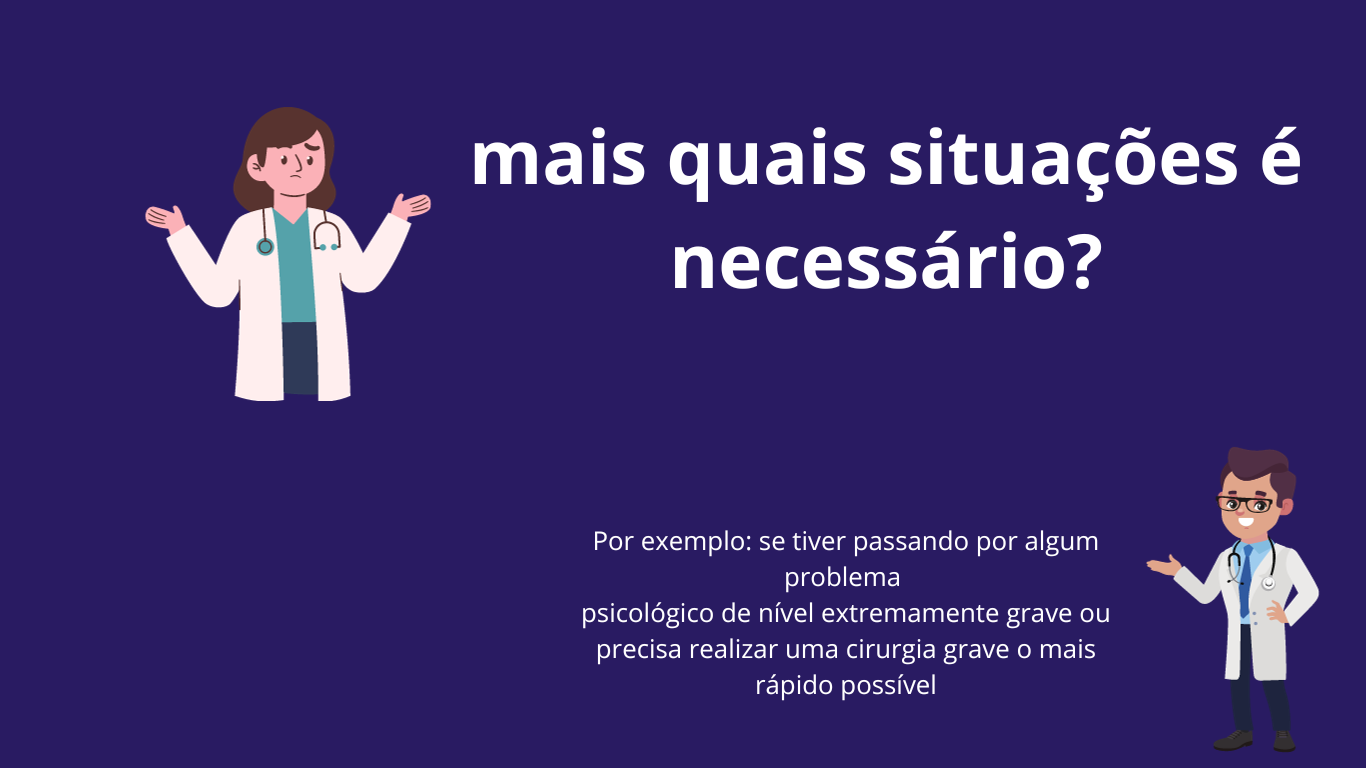 mais quais situações é
necessário?
Por exemplo: se tiver passando por algum
problema
psicológico de nível extremamente grave ou
precisa realizar uma cirurgia grave o mais
rápido possível